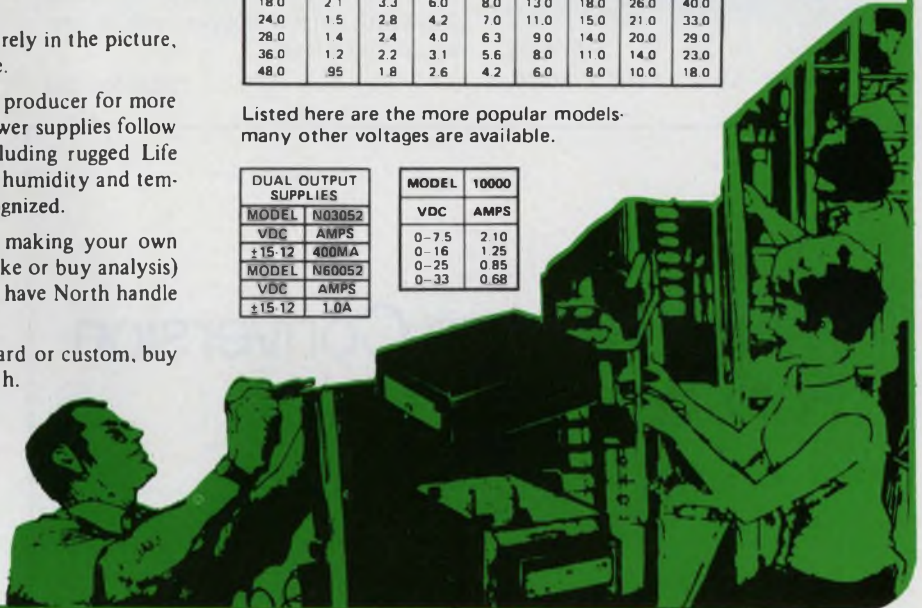 rely in the picture,
e.
producer for more
wer supplies follow
luding rugged Life
humidity and tem-
gnized.
making your own
ke or buy analysis)
have North handle
ard or custom, buy
h.
18.0 2.1 3.3 6.0 8.0 13.0 18.0 26.0 40.0
24.0 1.5 2.8 4.2 7.0 11.0 15.0 21.0 33.0
28.0 1.4 2.4 4.0 6.3 9.0 14.0 20.0 29.0
36.0 1.2 2.2 3.1 5.6 8.0 11.0 14.0 23.0
48.0 .95 1.8 2.6 4.2 6.0 8.0 10.0 18.0
Listed here are the more popular models-
many other voltages are available.
DUAL OUTPUT
SUPPLIES
MODEL N03052
VDC AMPS
±15-12 400MA
MODEL N60052
VDC AMPS
±15-12 1.0A
MODEL 10000
VDC AMPS
0-7.5 2.10
0-16 1.25
0-25 0.85
0-33 0.68